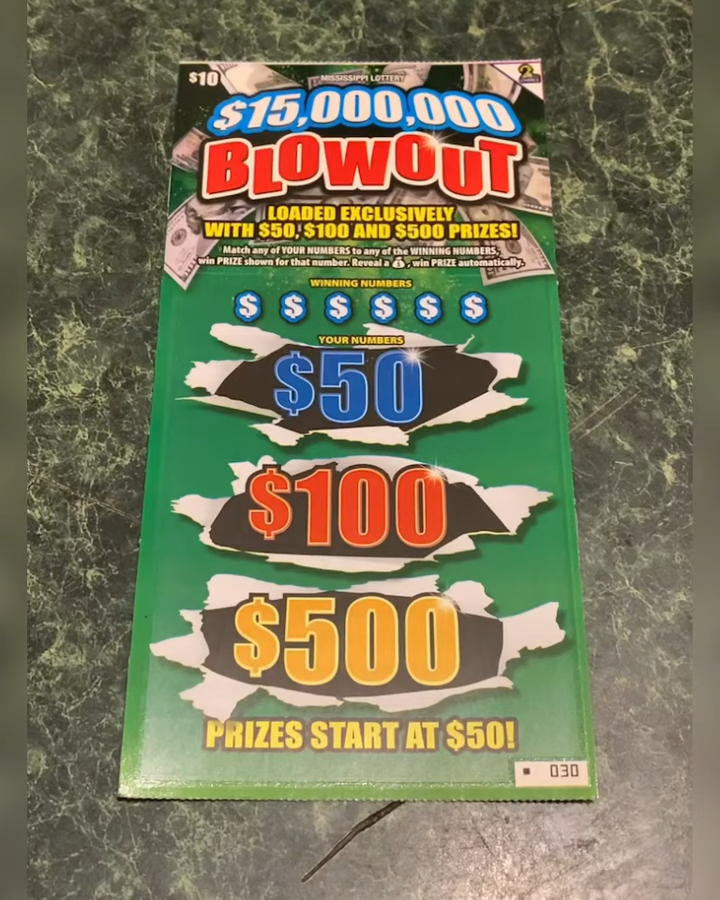 $10
MISSISSIPPI LOTTERY
2
$15,000,000
BLOWOUT
LOADED EXCLUSIVELY
WITH $50, $100 AND $500 PRIZES!
Match any of YOUR NUMBERS to any of the WINNING NUMBERS,
win PRIZE shown for that number. Reveal a $, win PRIZE automatically.
WINNING NUMBERS
$ $ $ $ $ $
YOUR NUMBERS
$50
$100
$500
PRIZES START AT $50!
030